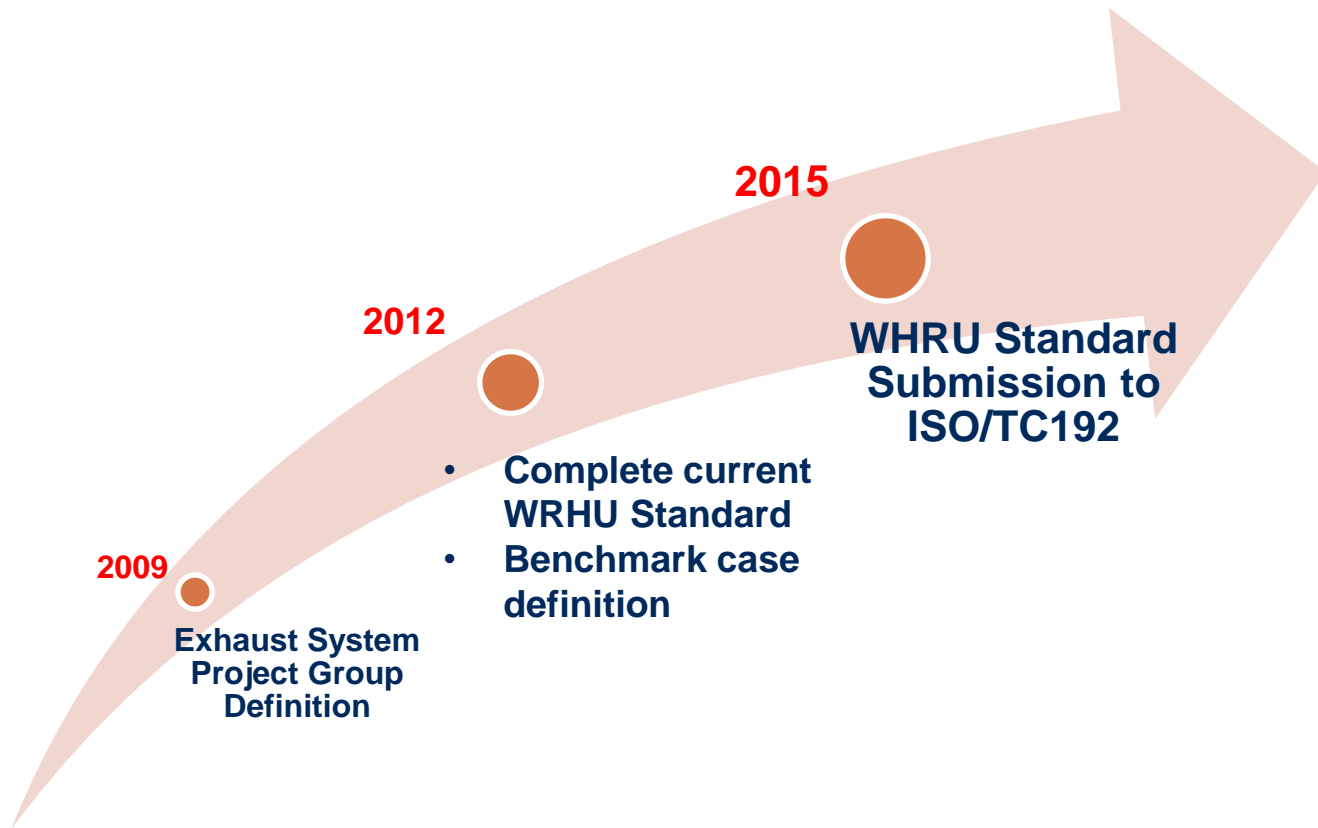 2009
Exhaust System
Project Group
Definition
2012
• Complete current
WRHU Standard
• Benchmark case
definition
2015
WHRU Standard
Submission to
ISO/TC192